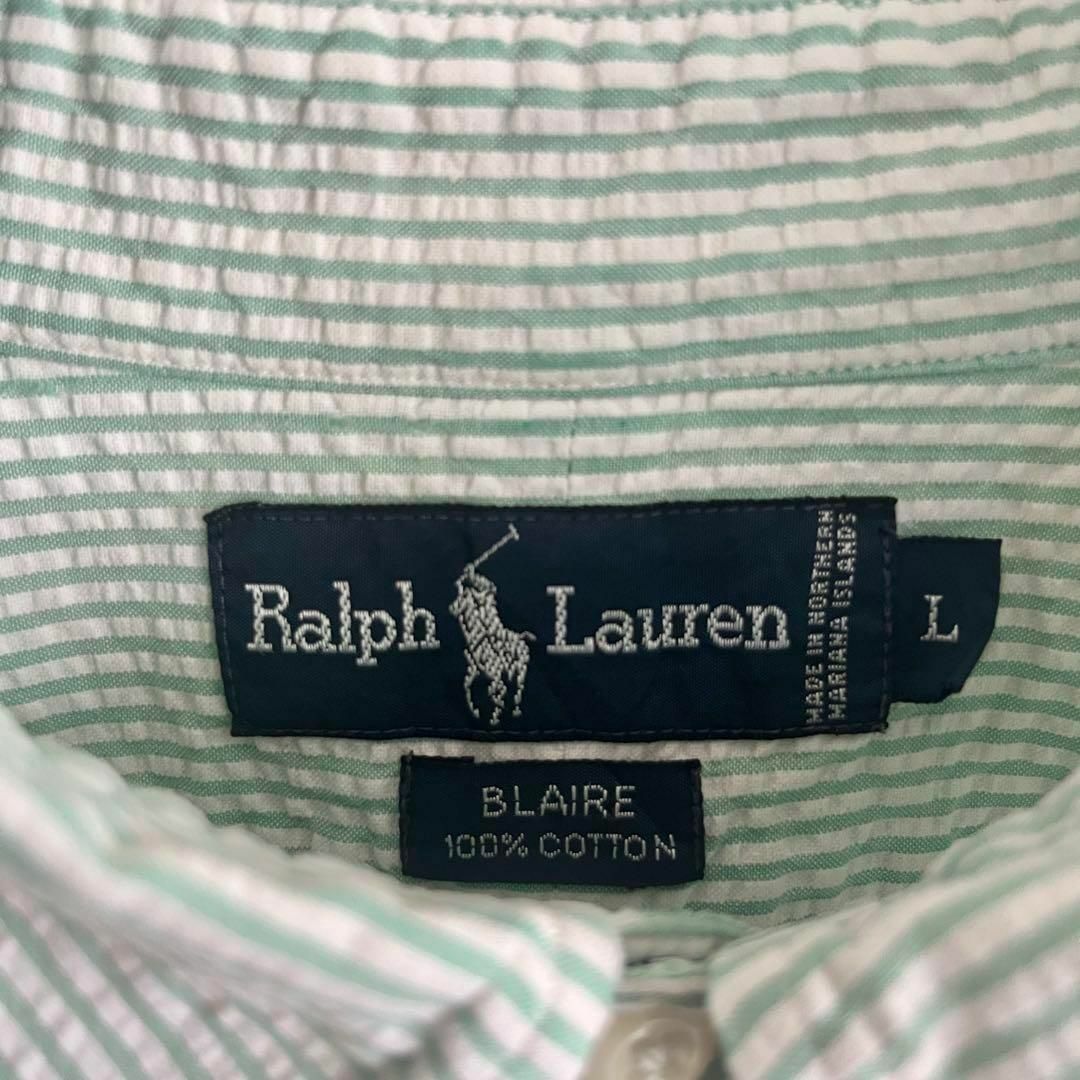 Ralph Lauren
MADE IN NORTHERN
MARIANA ISLANDS
L
BLAIRE
100% COTTON